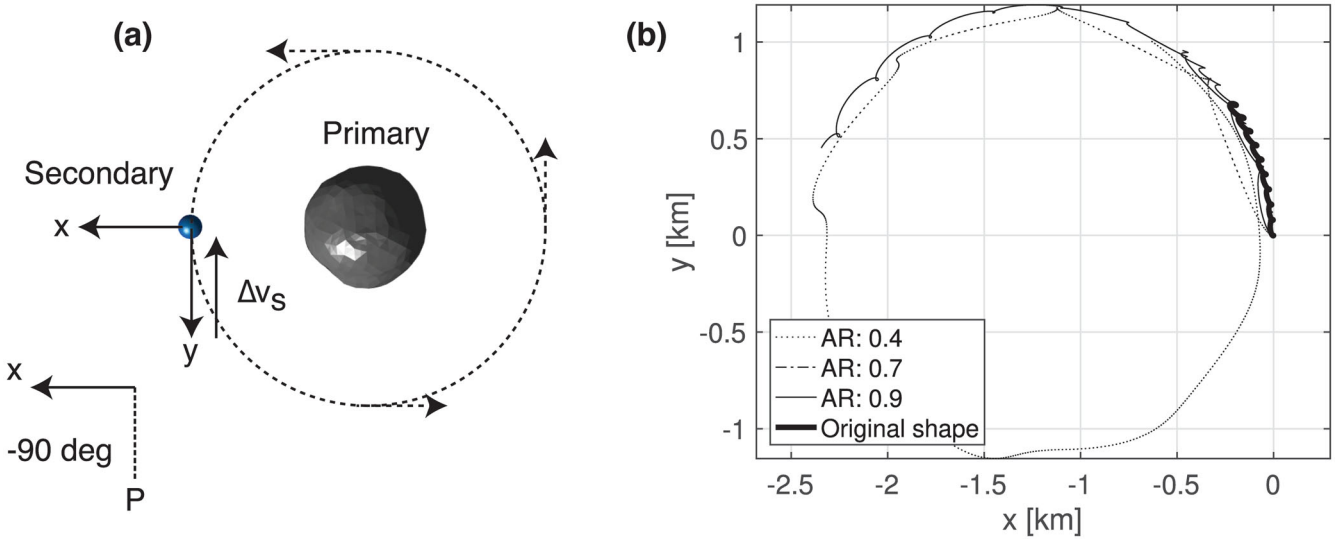 (a)
Primary
Secondary
x
Δvs
y
x
-90 deg
P
(b)
1
0.5
0
-0.5
-1
y [km]
AR: 0.4
AR: 0.7
AR: 0.9
Original shape
-2.5 -2 -1.5 -1 -0.5 0
x [km]